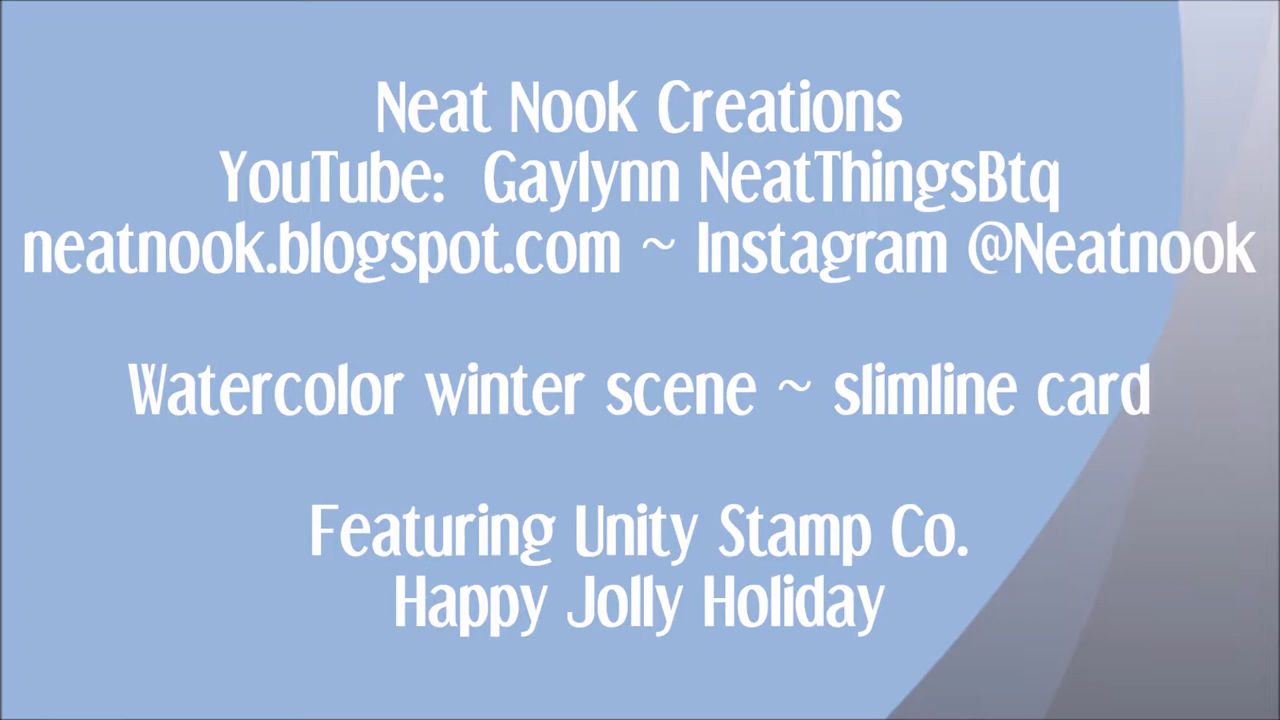 Neat Nook Creations
YouTube:  Gaylynn NeatThingsBtq
neatnook.blogspot.com ~ Instagram @Neatnook
Watercolor winter scene ~ slimline card
Featuring Unity Stamp Co.
Happy Jolly Holiday